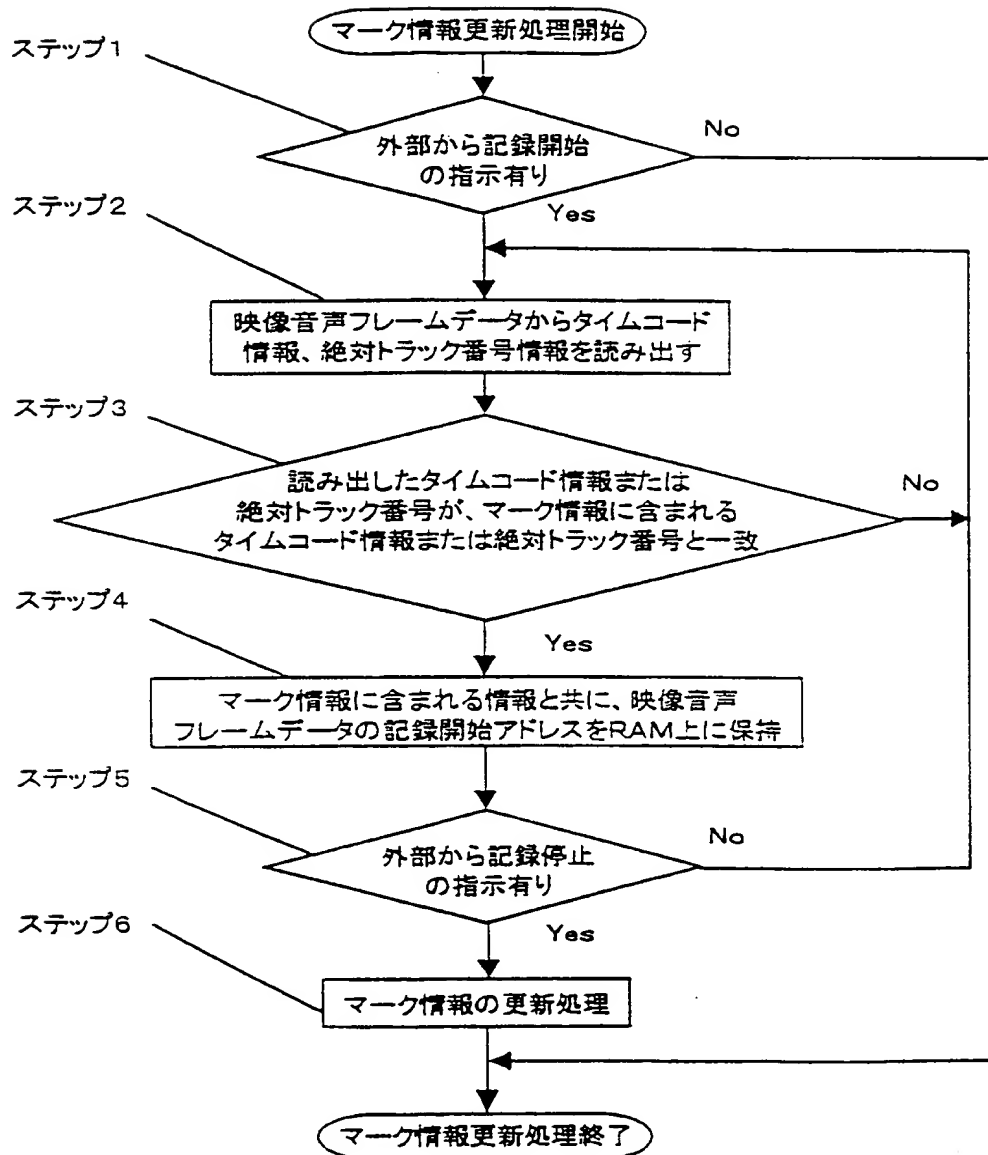 マーク情報更新処理開始
ステップ1
外部から記録開始
の指示有り
No
Yes
ステップ2
映像音声フレームデータからタイムコード
情報、絶対トラック番号情報を読み出す
ステップ3
読み出したタイムコード情報または
絶対トラック番号が、マーク情報に含まれる
タイムコード情報または絶対トラック番号と一致
No
Yes
ステップ4
マーク情報に含まれる情報と共に、映像音声
フレームデータの記録開始アドレスをRAM上に保持
ステップ5
外部から記録停止
の指示有り
No
Yes
ステップ6
マーク情報の更新処理
マーク情報更新処理終了